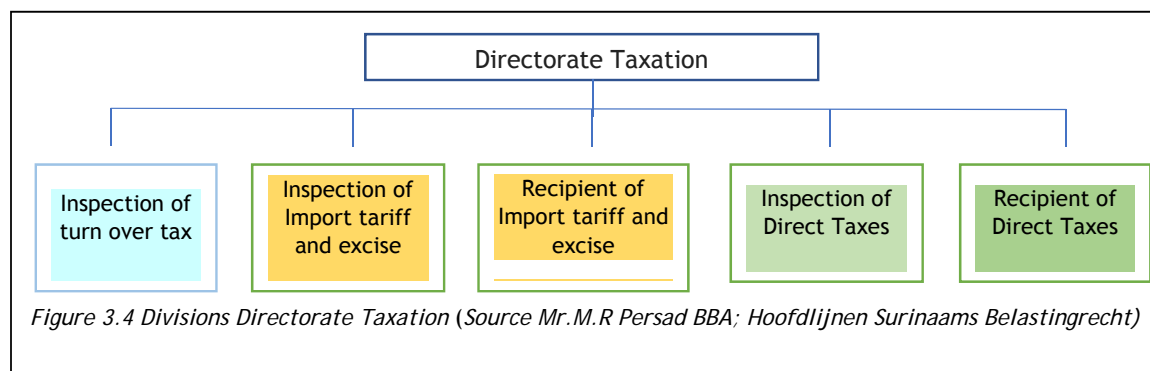 Directorate Taxation
Inspection of
turn over tax
Inspection of
Import tariff
and excise
Recipient of
Import tariff and
excise
Inspection of
Direct Taxes
Recipient of
Direct Taxes
Figure 3.4 Divisions Directorate Taxation (Source Mr.M.R Persad BBA; Hoofdlijnen Surinaams Belastingrecht)